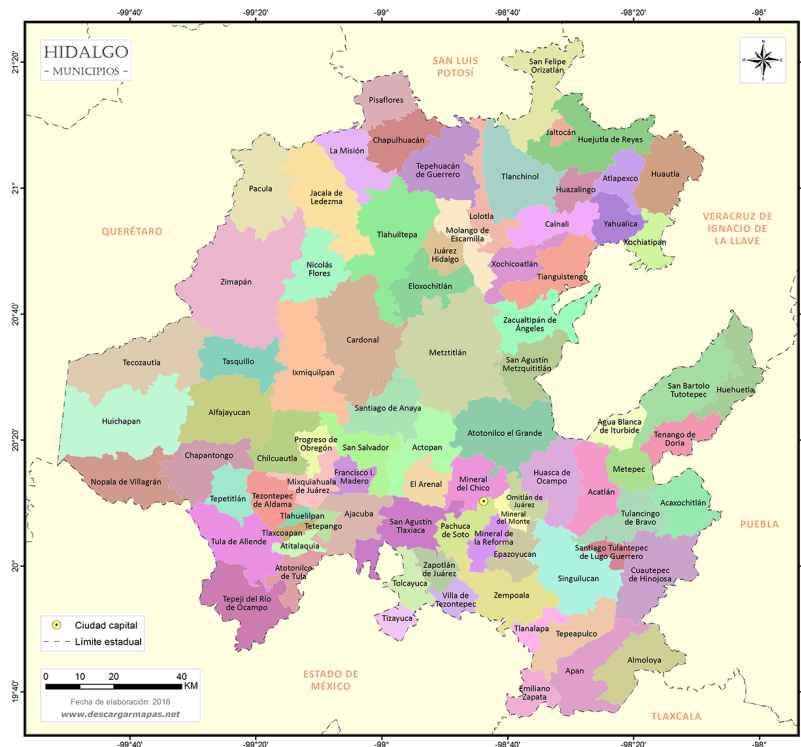 -99°40'
-99°20'
-99°
-98°40'
-98°20'
-98°
21°20'
21°
20°40'
20°20'
20°
19°40'
HIDALGO
- MUNICIPIOS -
N
SAN LUIS
POTOSÍ
San Felipe
Orizatlán
Pisaflores
Jaltocán
Huejutla de Reyes
Chapulhuacán
La Misión
Tepehuacán
de Guerrero
Tlanchinol
Atlapexco
Huautla
Huazalingo
Pacula
Jacala de
Ledezma
Lolotla
Calnali
Yahualica
Xochiatipan
QUERÉTARO
VERACRUZ DE
IGNACIO DE
LA LLAVE
Tlahuiltepa
Molango de
Escamilla
Juárez
Hidalgo
Xochicoatlán
Tianguistengo
Nicolás
Flores
Zimapán
Eloxochitlán
Zacualtipán de
Ángeles
Cardonal
Metztitlán
San Agustín
Metzquititlán
Tecozautla
Tasquillo
Ixmiquilpan
San Bartolo
Tutotepec
Huehuetla
Santiago de Anaya
Alfajayucan
Huichapan
Agua Blanca
de Iturbide
Tenango de
Doria
Atotonilco el Grande
Progreso de
Obregón
San Salvador
Actopan
Chilcuautla
Chapantongo
Metepec
Huasca de
Ocampo
Nopala de Villagrán
Mixquiahuala
de Juárez
Francisco I.
Madero
El Arenal
Mineral
del Chico
Acatlán
Tepetitlán
Tezontepec
de Aldama
Omitlán de
Juárez
Acaxochitlán
Tulancingo
de Bravo
Tlahuelilpan
Ajacuba
San Agustín
Tlaxiaca
Mineral
del Monte
Tetepango
Pachuca
de Soto
Mineral de
la Reforma
Tlaxcoapan
Tula de Allende
Atitalaquia
Epazoyucan
Santiago Tulantepec
de Lugo Guerrero
PUEBLA
Atotonilco
de Tula
Zapotlán
de Juárez
Tolcayuca
Singuilucan
Cuautepec
de Hinojosa
Tepeji del Río
de Ocampo
Villa de
Tezontepec
Zempoala
Tizayuca
Tlanalapa
Tepeapulco
Ciudad capital
Límite estadual
Almoloya
Apan
ESTADO DE
MÉXICO
Emiliano
Zapata
TLAXCALA
0 10 20 40
KM
Fecha de elaboración: 2016
www.descargarmapas.net
-99°40'
-99°20'
-99°
-98°40'
-98°20'
-98°